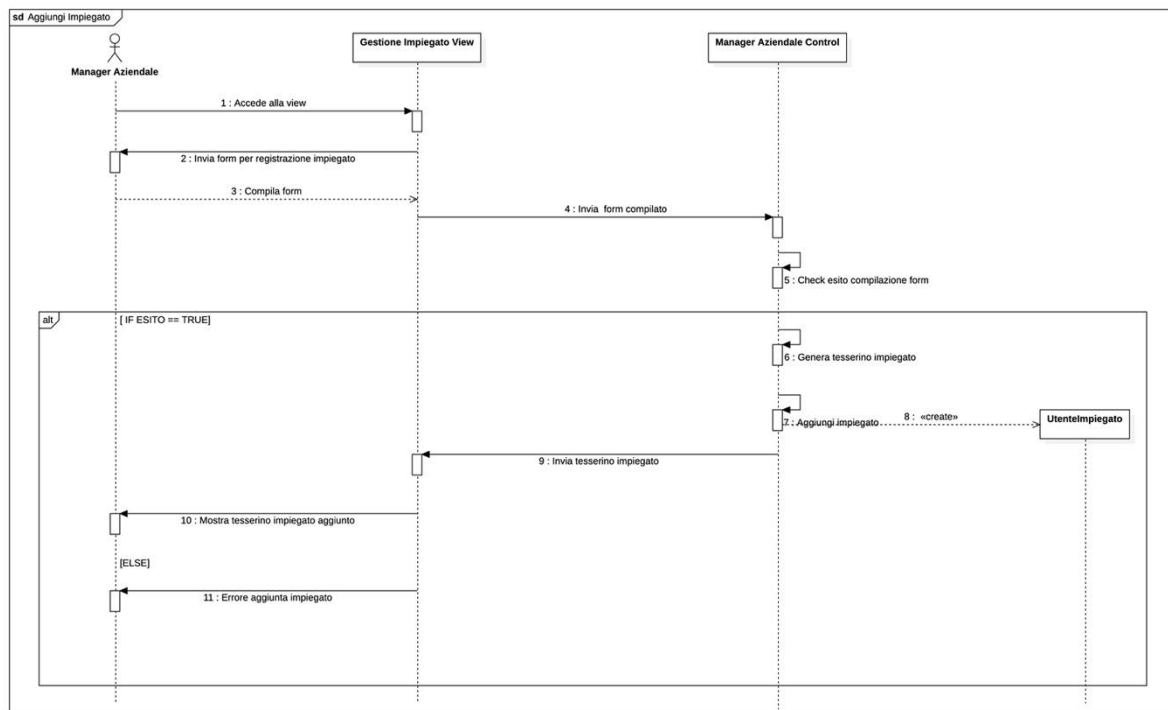 sd Aggiungi Impiegato
Manager Aziendale
Gestione Impiegato View
Manager Aziendale Control
1 : Accede alla view
2 : Invia form per registrazione impiegato
3 : Compila form
4 : Invia form compilato
5 : Check esito compilazione form
alt
[ IF ESITO == TRUE]
6 : Genera tesserino impiegato
7 : Aggiungi impiegato
8 : «create»
UtenteImpiegato
9 : Invia tesserino impiegato
10 : Mostra tesserino impiegato aggiunto
[ELSE]
11 : Errore aggiunta impiegato